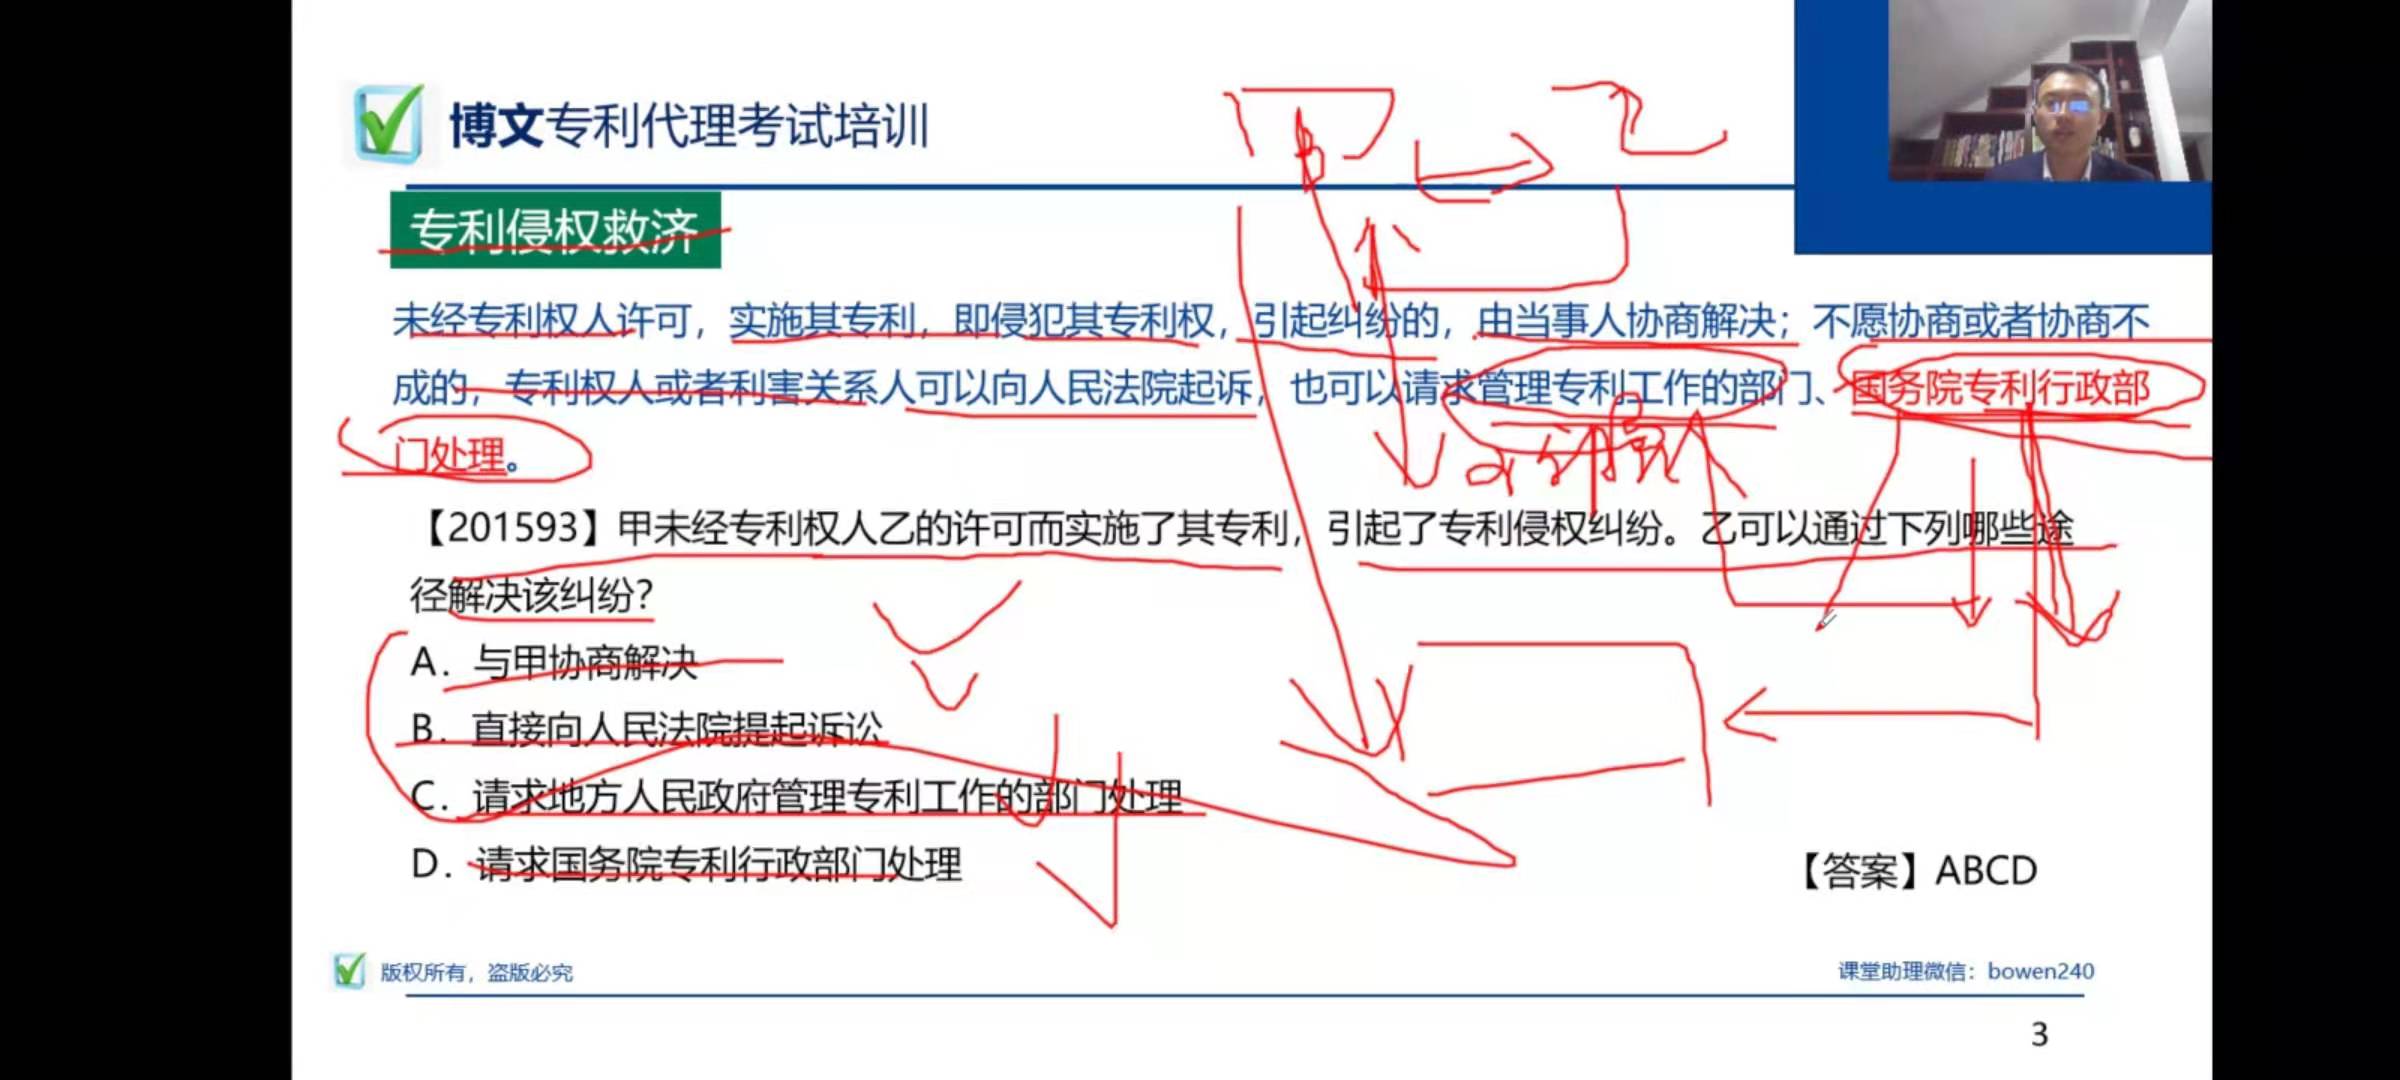 博文专利代理考试培训
专利侵权救济
未经专利权人许可，实施其专利，即侵犯其专利权，引起纠纷的，由当事人协商解决；不愿协商或者协商不
成的，专利权人或者利害关系人可以向人民法院起诉，也可以请求管理专利工作的部门、国务院专利行政部
门处理。
【201593】甲未经专利权人乙的许可而实施了其专利，引起了专利侵权纠纷。乙可以通过下列哪些途
径解决该纠纷？
A．与甲协商解决
B．直接向人民法院提起诉讼
C．请求地方人民政府管理专利工作的部门处理
D．请求国务院专利行政部门处理
【答案】ABCD
版权所有，盗版必究
课堂助理微信：bowen240
3